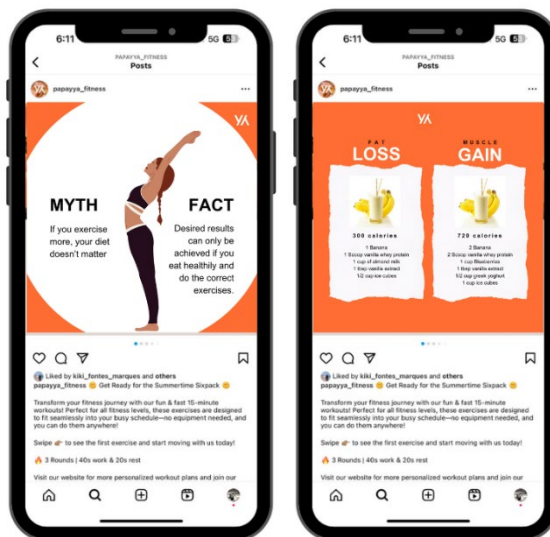 6:11
5G 53
PAPAYYA_FITNESS
Posts
papayya_fitness
YA
MYTH
If you exercise
more, your diet
doesn't matter
FACT
Desired results
can only be
achieved if you
eat healthily and
do the correct
exercises.
Liked by kiki_fontes_marques and others
papayya_fitness 🌞 Get Ready for the Summertime Sixpack 🌞
Transform your fitness journey with our fun & fast 15-minute
workouts! Perfect for all fitness levels, these exercises are designed
to fit seamlessly into your busy schedule—no equipment needed, and
you can do them anywhere!
Swipe 👉 to see the first exercise and start moving with us today!
🔥 3 Rounds | 40s work & 20s rest
Visit our website for more personalized workout plans and join our
6:11
5G 53
PAPAYYA_FITNESS
Posts
papayya_fitness
YA
FAT
LOSS
300 calories
1 Banana
1 Scoop vanilla whey protein
1 cup of almond milk
1 tbsp vanilla extract
1/2 cup ice cubes
MUSCLE
GAIN
720 calories
2 Banana
2 Scoop vanilla whey protein
1 cup Blueberries
1 tbsp vanilla extract
1/2 cup greek joghurt
1 cup ice cubes
Liked by kiki_fontes_marques and others
papayya_fitness 🌞 Get Ready for the Summertime Sixpack 🌞
Transform your fitness journey with our fun & fast 15-minute
workouts! Perfect for all fitness levels, these exercises are designed
to fit seamlessly into your busy schedule—no equipment needed, and
you can do them anywhere!
Swipe 👉 to see the first exercise and start moving with us today!
🔥 3 Rounds | 40s work & 20s rest
Visit our website for more personalized workout plans and join our